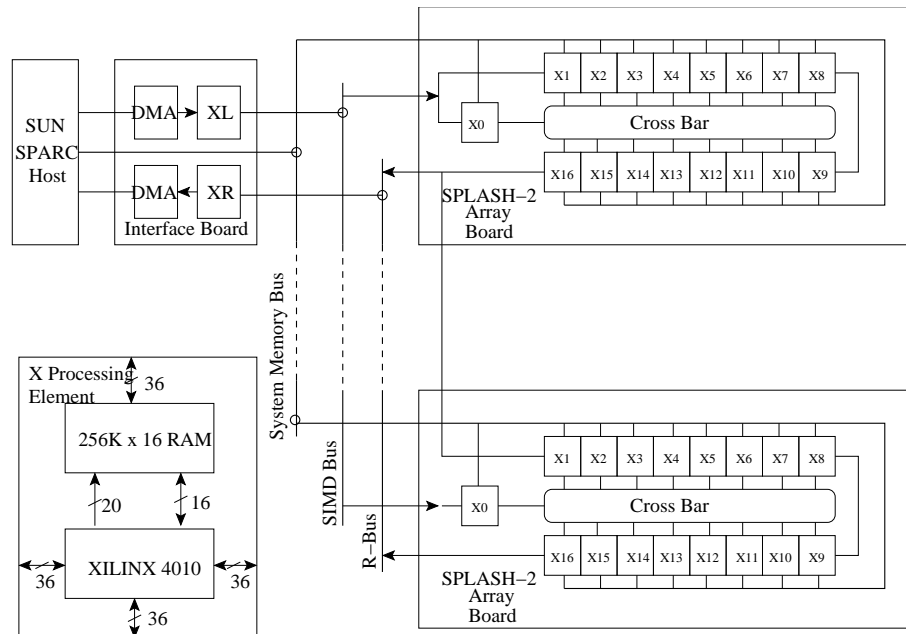 SUN
SPARC
Host
DMA
XL
DMA
XR
Interface Board
System Memory Bus
SIMD Bus
R-Bus
X1 X2 X3 X4 X5 X6 X7 X8
X0
Cross Bar
X16 X15 X14 X13 X12 X11 X10 X9
SPLASH-2
Array
Board
X1 X2 X3 X4 X5 X6 X7 X8
X0
Cross Bar
X16 X15 X14 X13 X12 X11 X10 X9
SPLASH-2
Array
Board
X Processing
Element
36
256K x 16 RAM
20
16
XILINX 4010
36
36
36